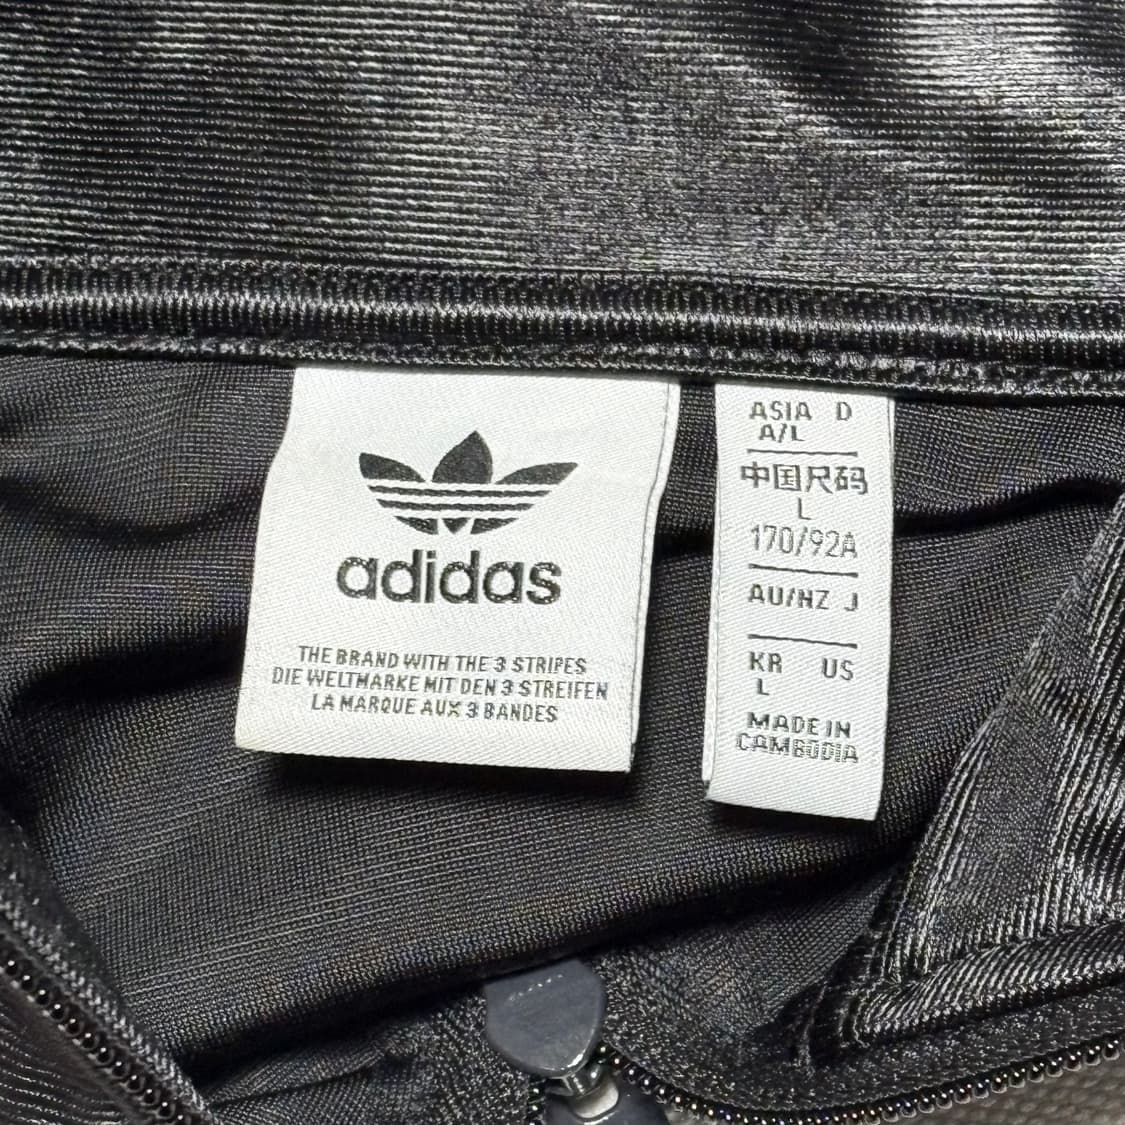 adidas
THE BRAND WITH THE 3 STRIPES
DIE WELTMARKE MIT DEN 3 STREIFEN
LA MARQUE AUX 3 BANDES
ASIA D
A/L
中国尺码
L
170/92A
AU/NZ J
KR US
L
MADE IN
CAMBODIA